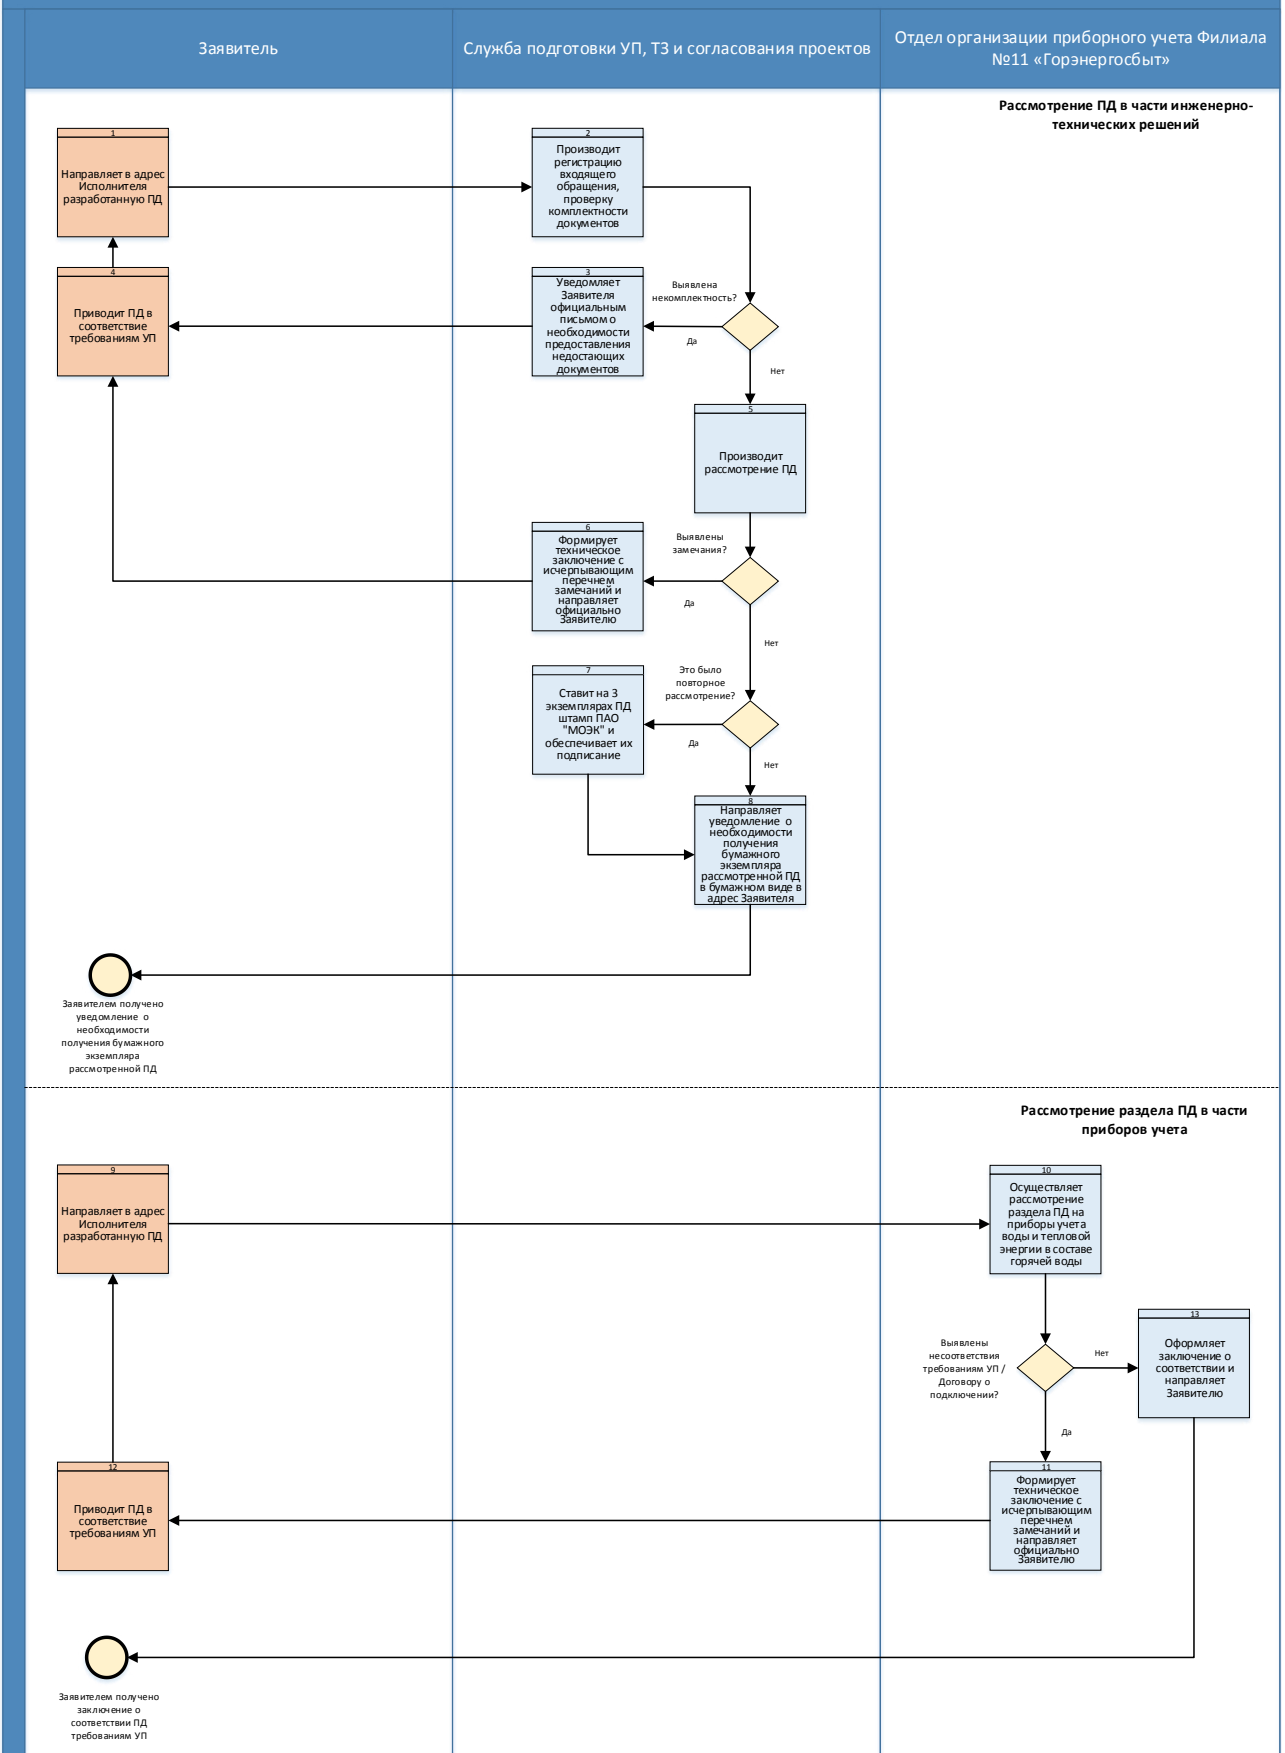 Заявитель
Служба подготовки УП, ТЗ и согласования проектов
Отдел организации приборного учета Филиала
№11 «Горэнергосбыт»
Рассмотрение ПД в части инженерно-
технических решений
1
Направляет в адрес
Исполнителя
разработанную ПД
2
Производит
регистрацию
входящего
обращения,
проверку
комплектности
документов
4
Приводит ПД в
соответствие
требованиям УП
3
Уведомляет
Заявителя
официальным
письмом о
необходимости
предоставления
недостающих
документов
Выявлена
некомплектность?
Да
Нет
5
Производит
рассмотрение ПД
6
Формирует
техническое
заключение с
исчерпывающим
перечнем
замечаний и
направляет
официально
Заявителю
Выявлены
замечания?
Да
Нет
7
Ставит на 3
экземплярах ПД
штамп ПАО
"МОЭК" и
обеспечивает их
подписание
Это было
повторное
рассмотрение?
Да
Нет
8
Направляет
уведомление о
необходимости
получения
бумажного
экземпляра
рассмотренной ПД
в бумажном виде в
адрес Заявителя
Заявителем получено
уведомление о
необходимости
получения бумажного
экземпляра
рассмотренной ПД
Рассмотрение раздела ПД в части
приборов учета
9
Направляет в адрес
Исполнителя
разработанную ПД
10
Осуществляет
рассмотрение
раздела ПД на
приборы учета
воды и тепловой
энергии в составе
горячей воды
Выявлены
несоответствия
требованиям УП /
Договору о
подключении?
Нет
Да
13
Оформляет
заключение о
соответствии и
направляет
Заявителю
12
Приводит ПД в
соответствие
требованиям УП
11
Формирует
техническое
заключение с
исчерпывающим
перечнем
замечаний и
направляет
официально
Заявителю
Заявителем получено
заключение о
соответствии ПД
требованиям УП